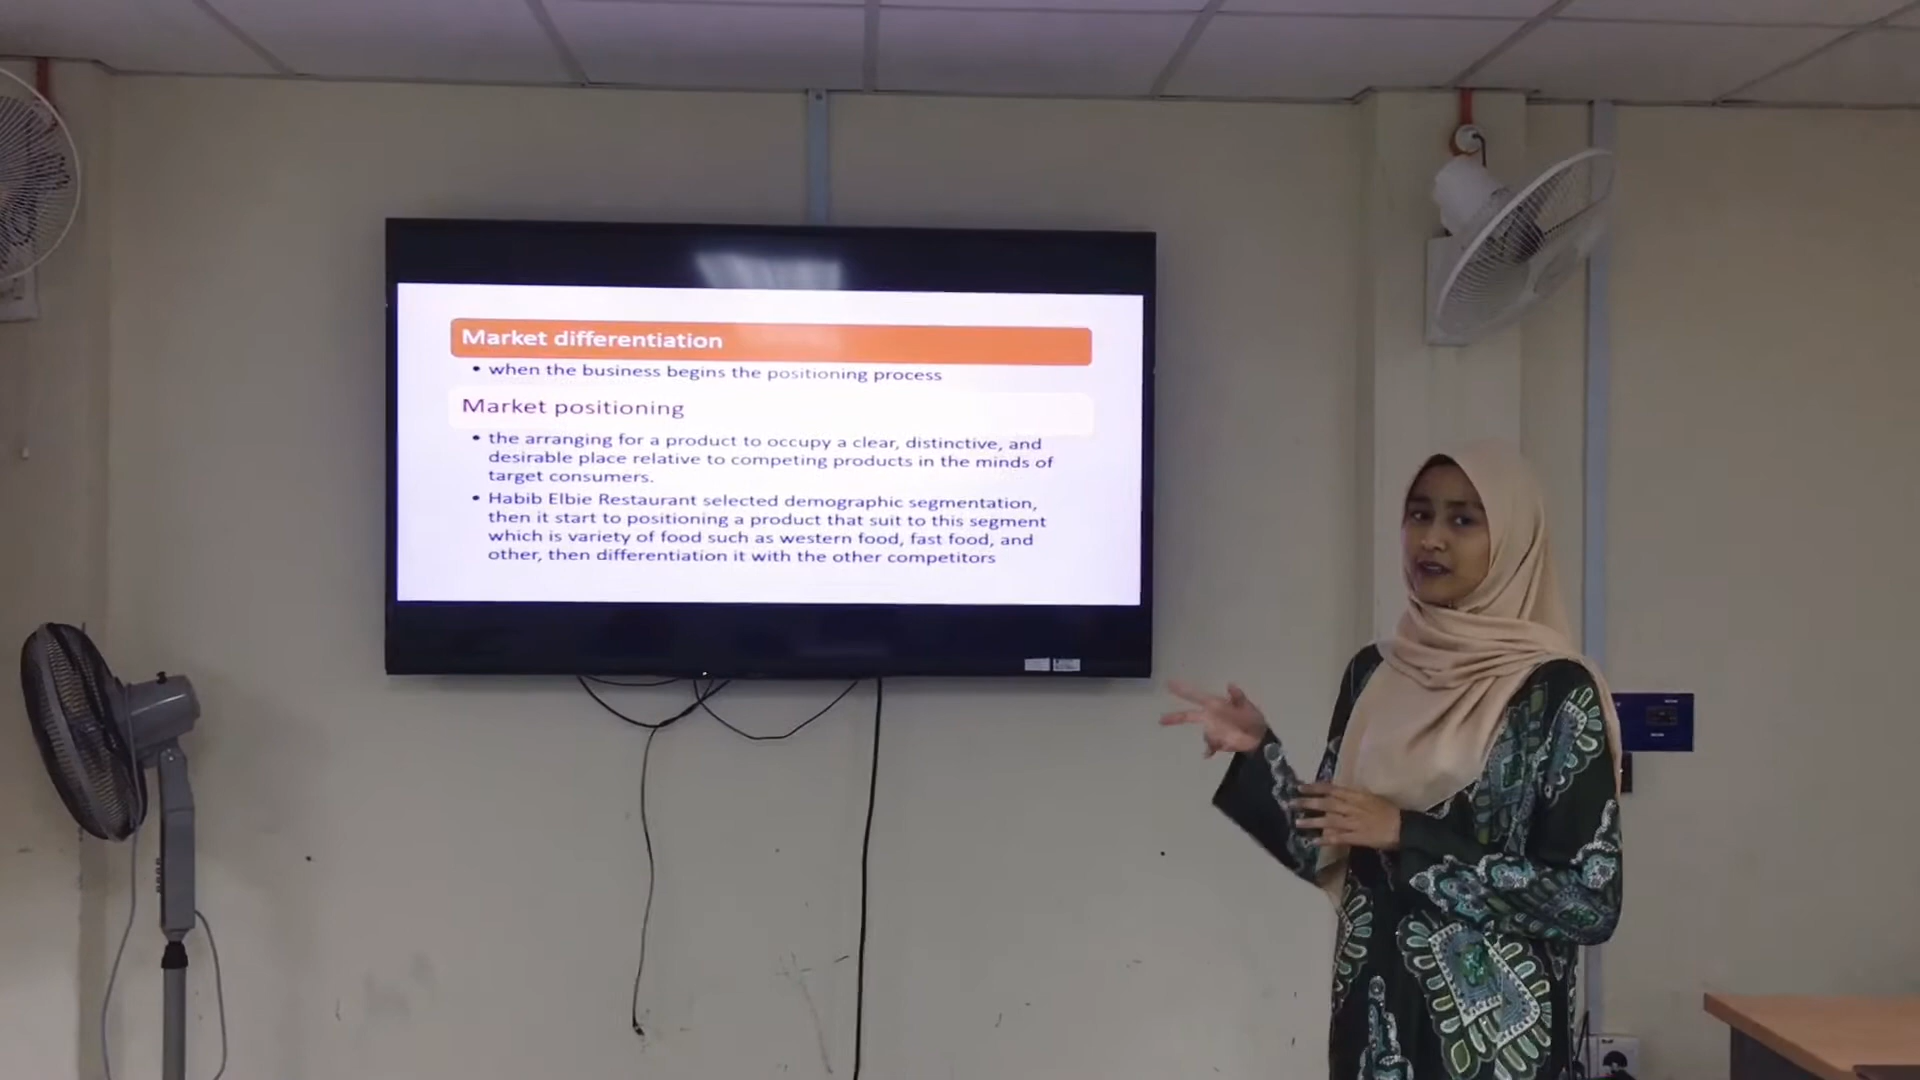 Market differentiation
• when the business begins the positioning process
Market positioning
• the arranging for a product to occupy a clear, distinctive, and
desirable place relative to competing products in the minds of
target consumers.
• Habib Elbie Restaurant selected demographic segmentation,
then it start to positioning a product that suit to this segment
which is variety of food such as western food, fast food, and
other, then differentiation it with the other competitors